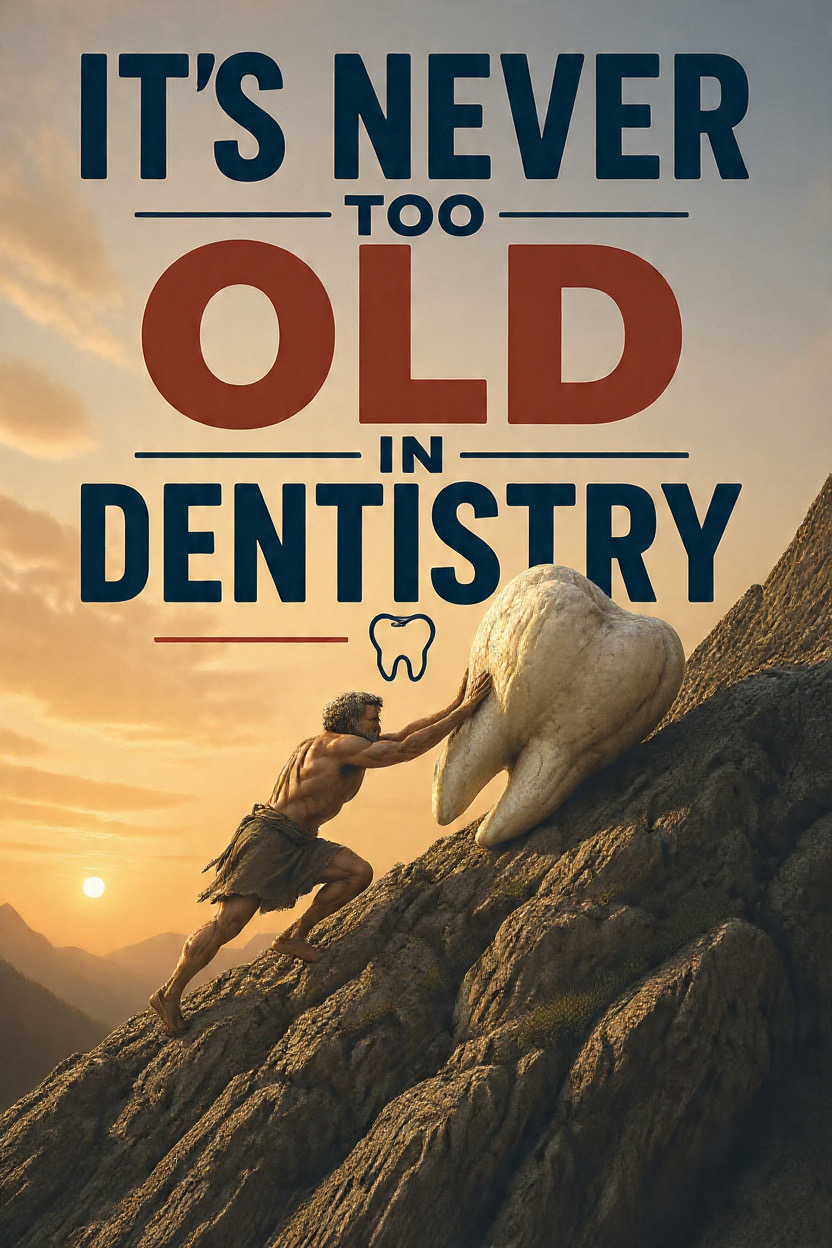 IT'S NEVER
TOO
OLD
IN
DENTISTRY